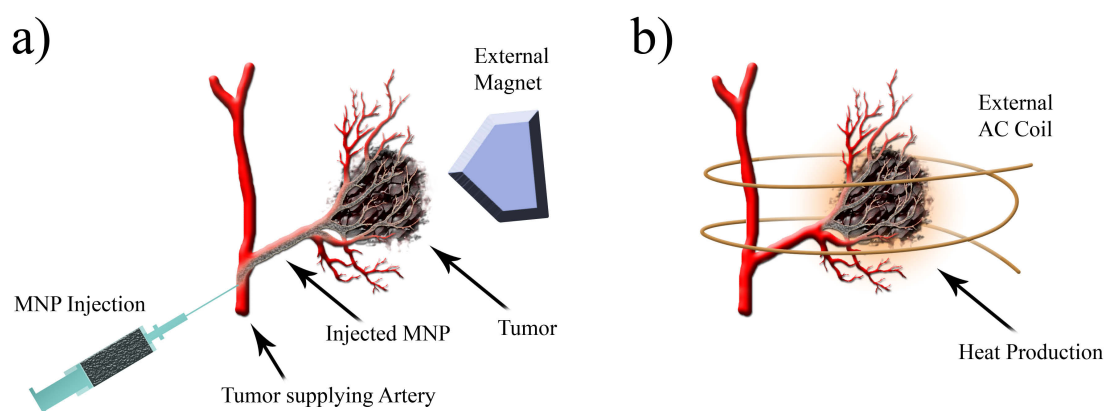 a)
External
Magnet
MNP Injection
Injected MNP
Tumor
Tumor supplying Artery
b)
External
AC Coil
Heat Production